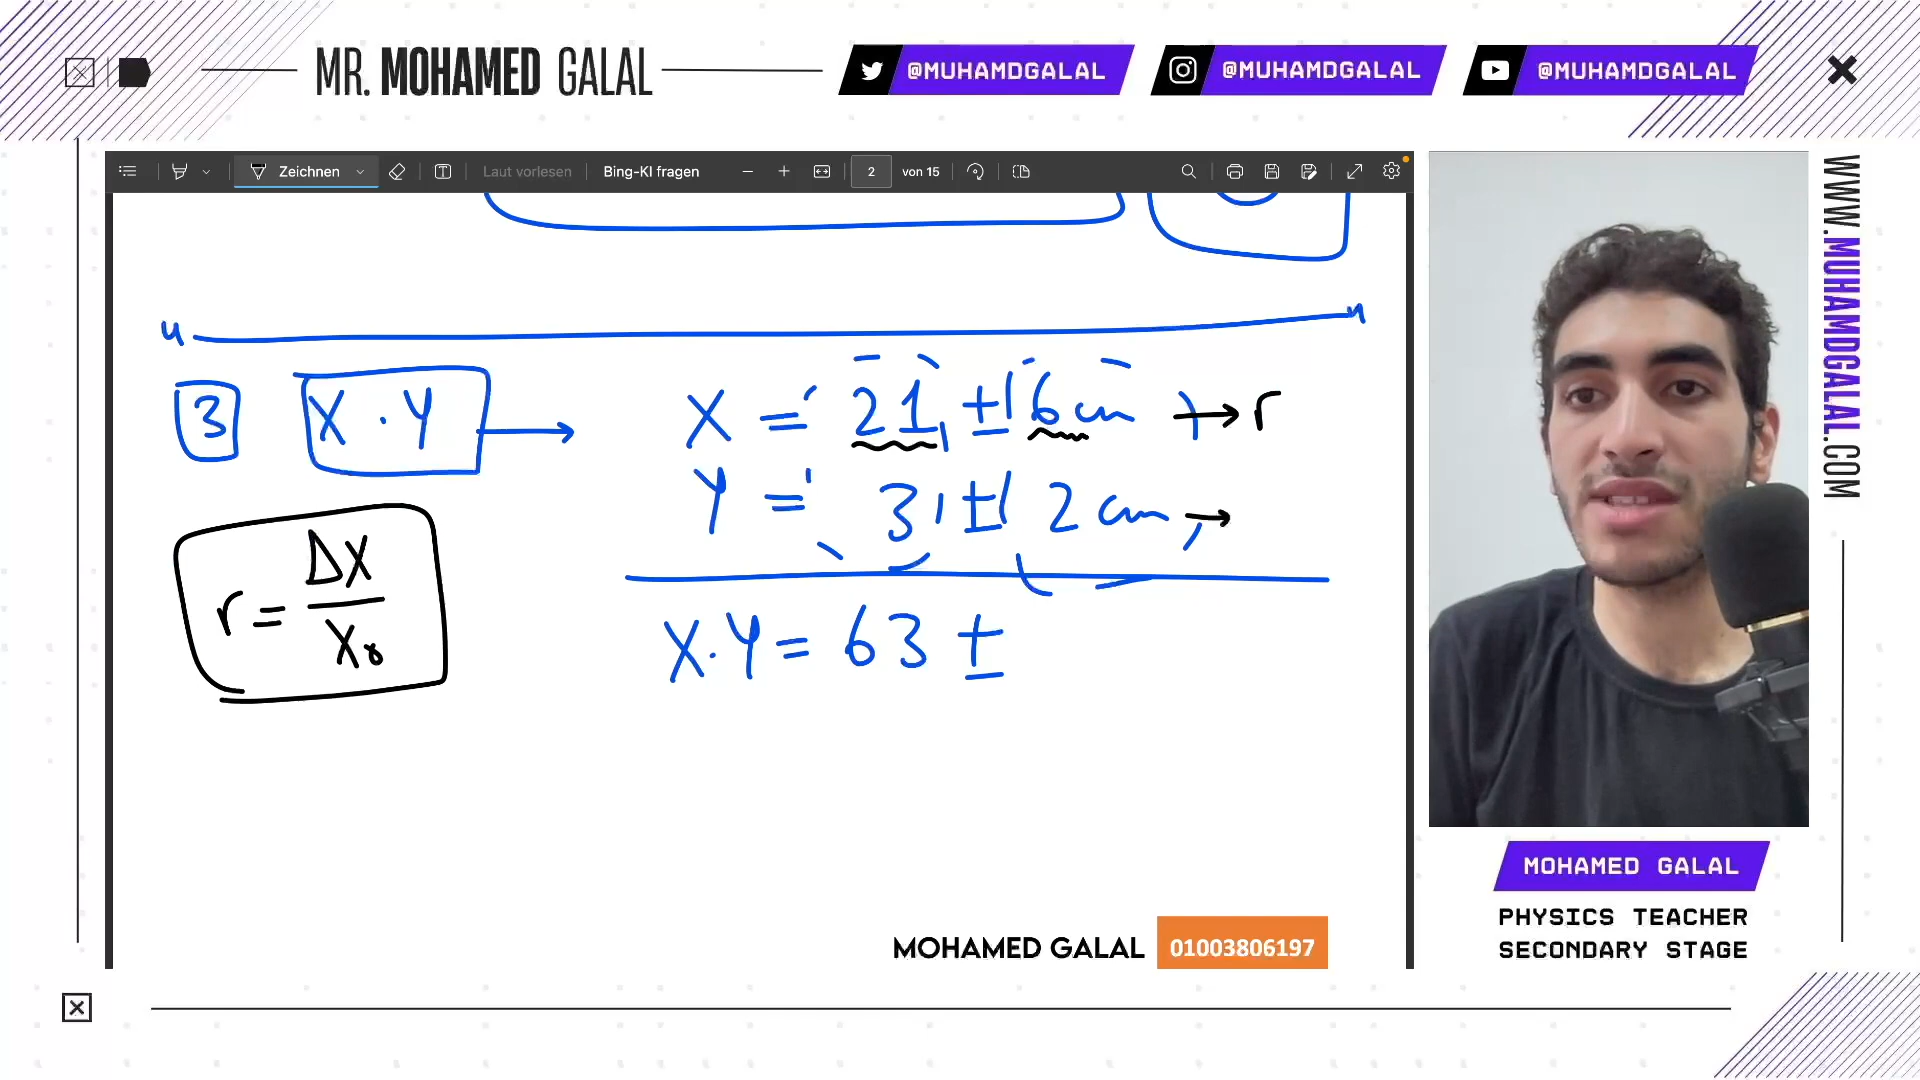 MR. MOHAMED GALAL
@MUHAMDGALAL
@MUHAMDGALAL
@MUHAMDGALAL
Zeichnen
Laut vorlesen
Bing-KI fragen
2 von 15
3 X . Y → X = 21 ± 6 cm → r
Y = 3 ± 2 cm →
r = ΔX / X₀
X.Y = 63 ±
MOHAMED GALAL 01003806197
WWW.MUHAMDGALAL.COM
MOHAMED GALAL
PHYSICS TEACHER
SECONDARY STAGE